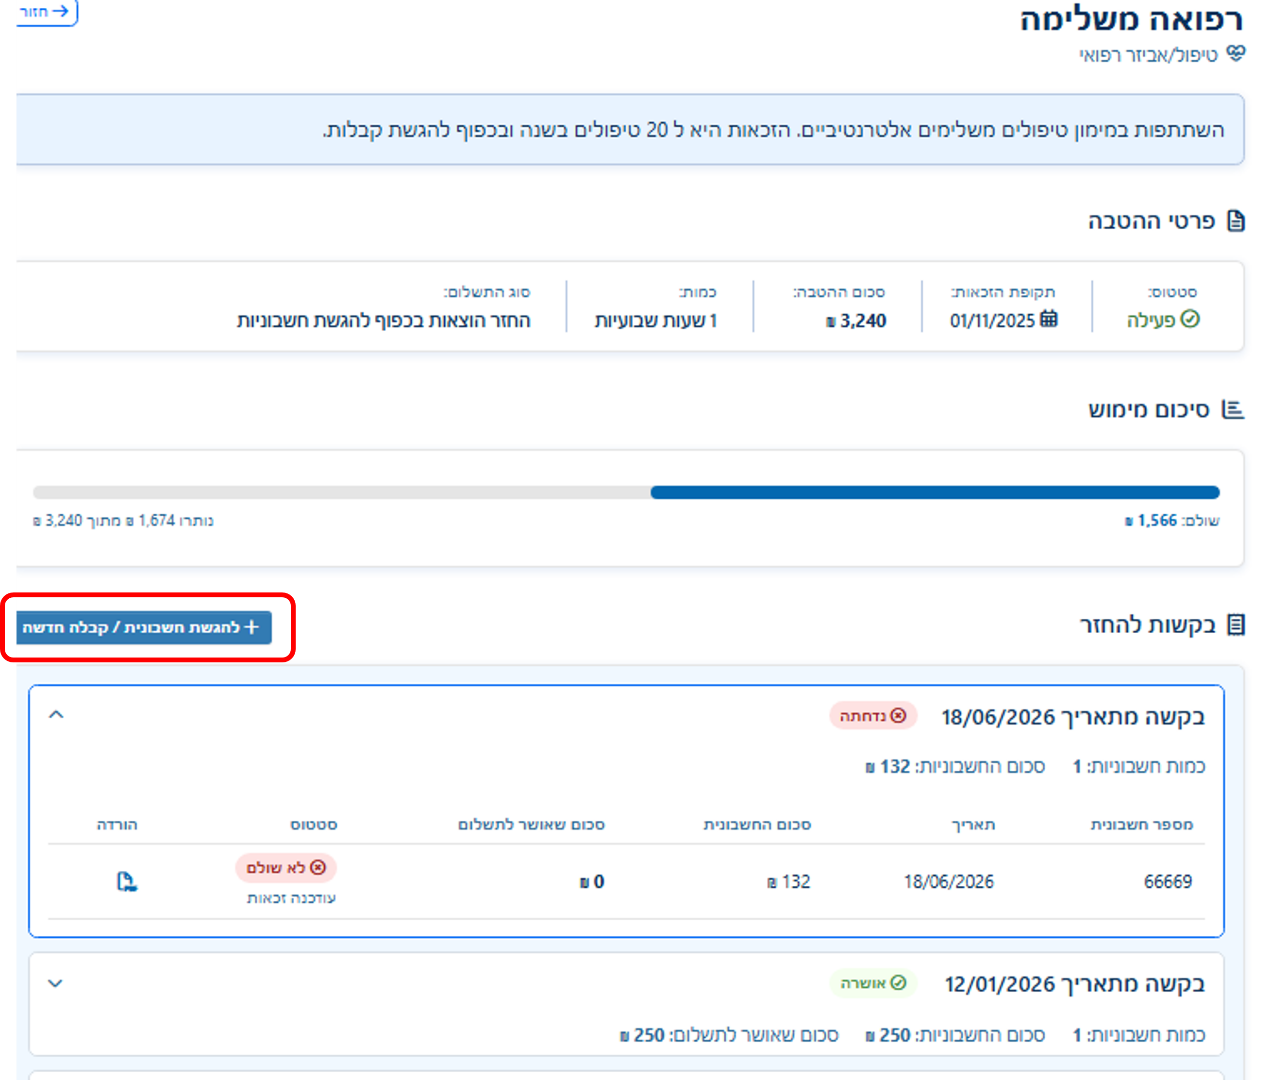 רפואה משלימה
חזור
טיפול/אביזר רפואי
השתתפות במימון טיפולים משלימים אלטרנטיביים. הזכאות היא ל 20 טיפולים בשנה ובכפוף להגשת קבלות.
פרטי ההטבה
סטטוס: תקופת הזכאות: סכום ההטבה: כמות: סוג התשלום:
פעילה 01/11/2025 3,240 ₪ 1 שעות שבועיות החזר הוצאות בכפוף להגשת חשבוניות
סיכום מימוש
שולם: 1,566 ₪ נותרו 1,674 ₪ מתוך 3,240 ₪
בקשות להחזר
+ להגשת חשבונית / קבלה חדשה
בקשה מתאריך 18/06/2026 נדחתה
כמות חשבוניות: 1 סכום החשבוניות: 132 ₪
מספר חשבונית תאריך סכום החשבונית סכום שאושר לתשלום סטטוס הורדה
66669 18/06/2026 132 ₪ 0 ₪ לא שולם
עודכנה זכאות
בקשה מתאריך 12/01/2026 אושרה
כמות חשבוניות: 1 סכום החשבוניות: 250 ₪ סכום שאושר לתשלום: 250 ₪